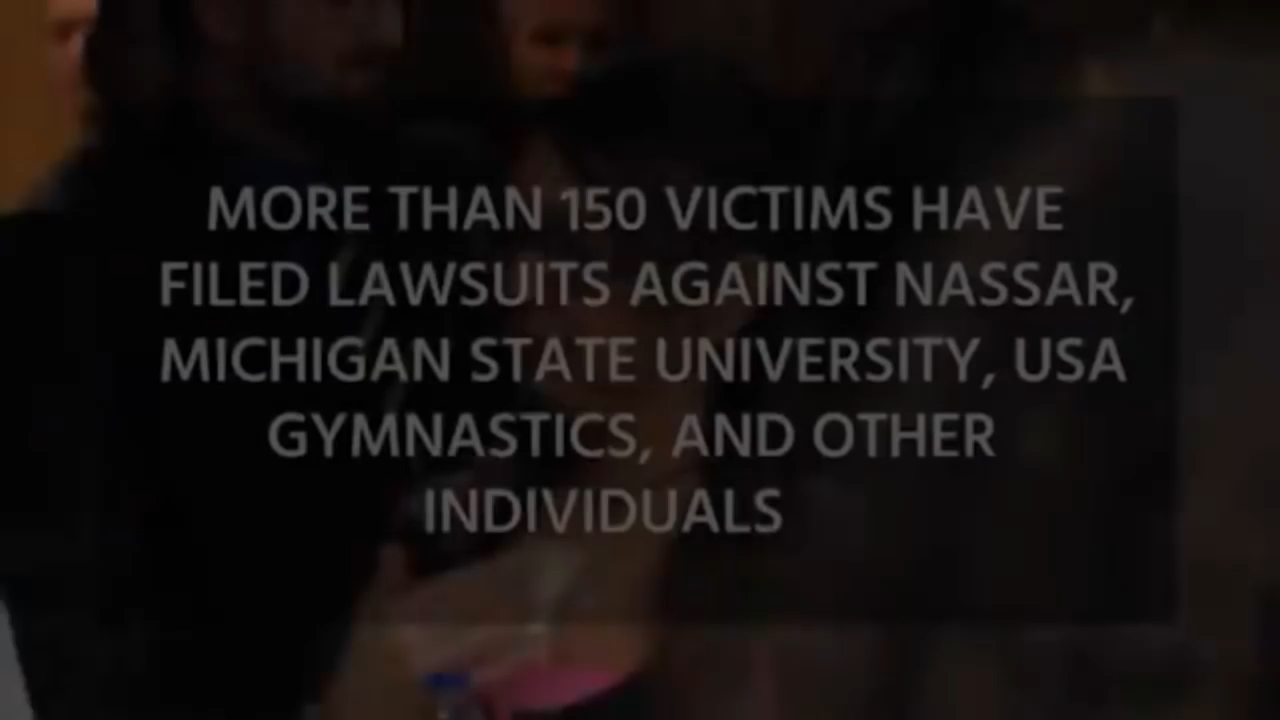 MORE THAN 150 VICTIMS HAVE
FILED LAWSUITS AGAINST NASSAR,
MICHIGAN STATE UNIVERSITY, USA
GYMNASTICS, AND OTHER
INDIVIDUALS